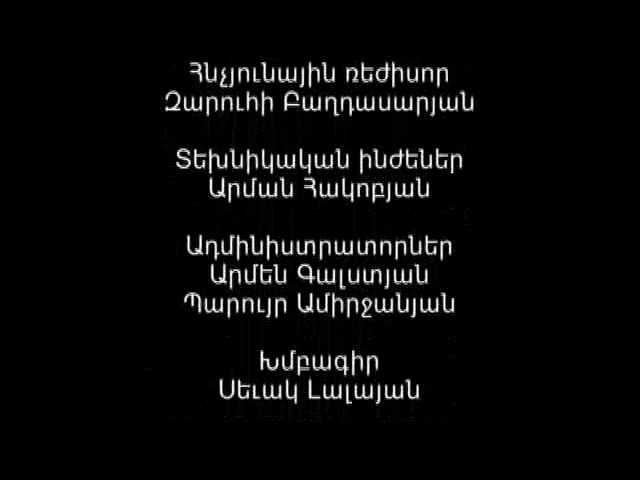 Հնչյունային ռեժիսոր
Զարուհի Բաղդասարյան
Տեխնիկական ինժեներ
Արման Հակոբյան
Ադմինիստրատորներ
Արմեն Գալստյան
Պարույր Ամիրջանյան
Խմբագիր
Սեւակ Լալայան